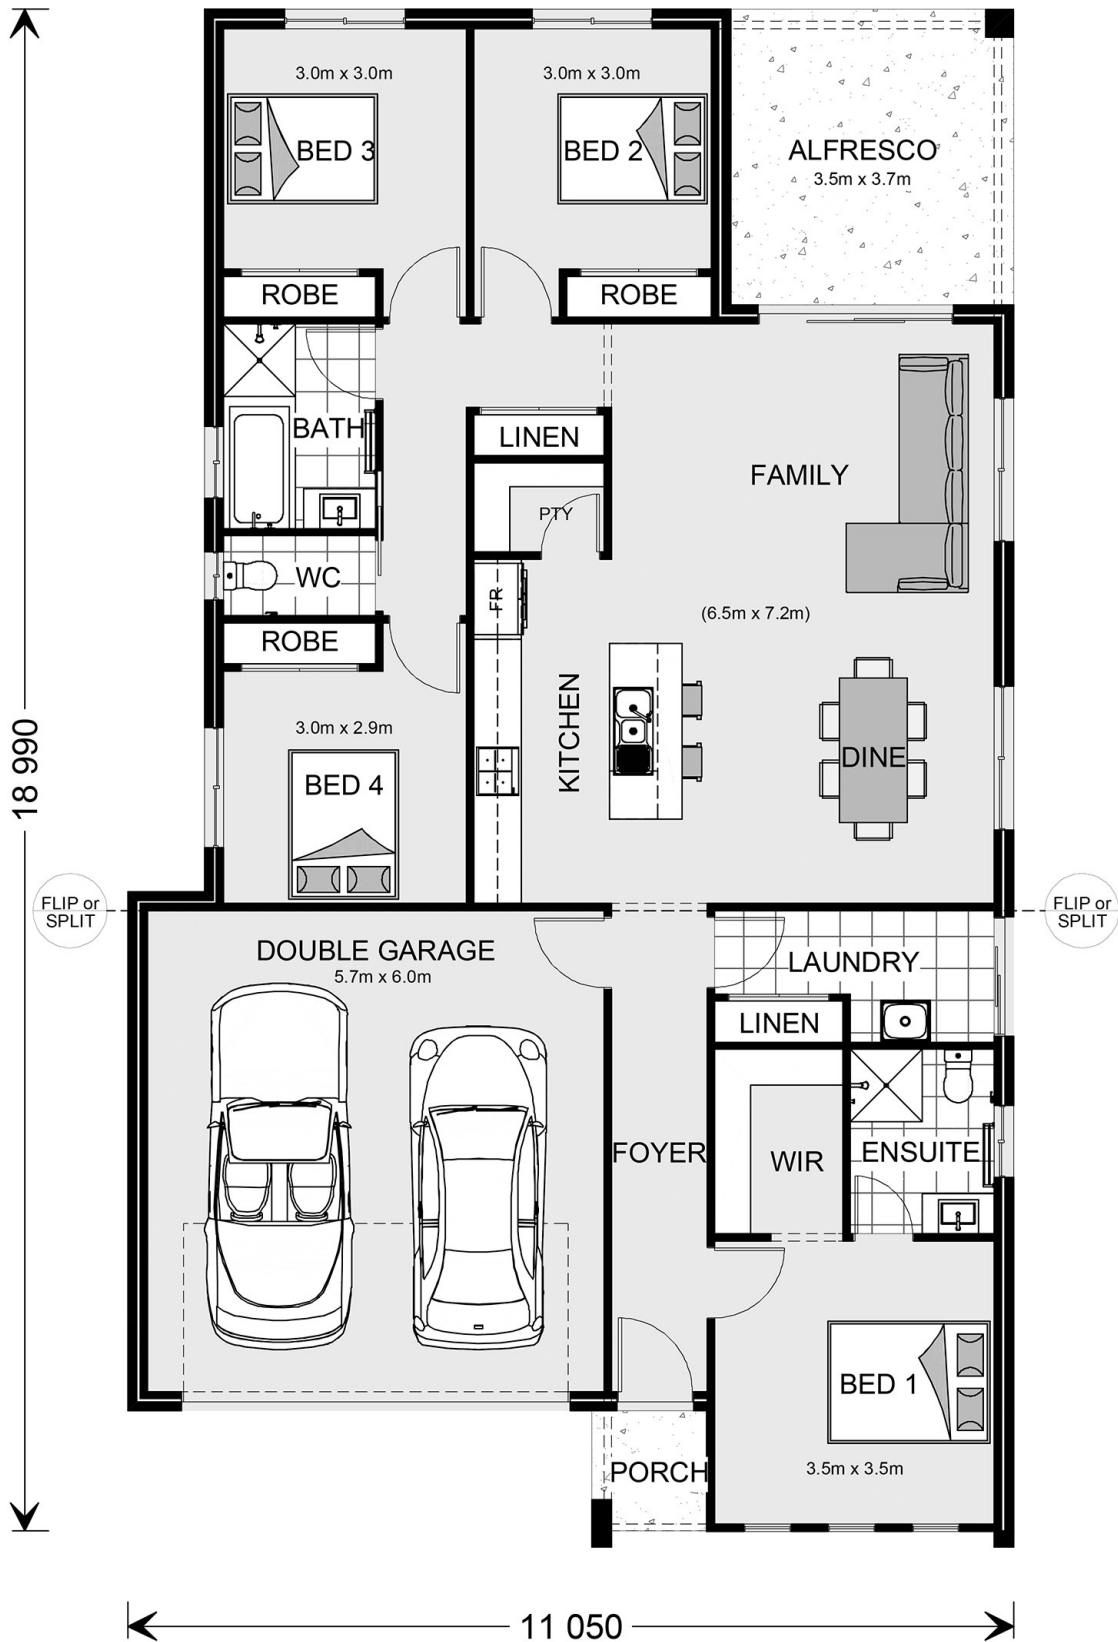 3.0m x 3.0m
BED 3
3.0m x 3.0m
BED 2
ALFRESCO
3.5m x 3.7m
ROBE
ROBE
BATH
LINEN
FAMILY
PTY
WC
FR
(6.5m x 7.2m)
ROBE
3.0m x 2.9m
KITCHEN
DINE
BED 4
18 990
FLIP or
SPLIT
FLIP or
SPLIT
DOUBLE GARAGE
5.7m x 6.0m
LAUNDRY
LINEN
FOYER
WIR
ENSUITE
BED 1
3.5m x 3.5m
PORCH
11 050